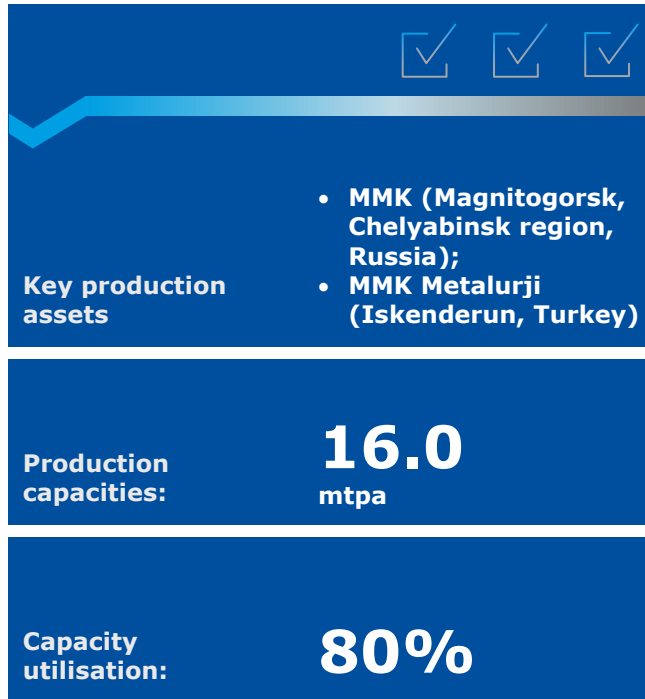 Key production
assets
• MMK (Magnitogorsk,
Chelyabinsk region,
Russia);
• MMK Metalurji
(Iskenderun, Turkey)
Production
capacities:
16.0
mtpa
Capacity
utilisation:
80%